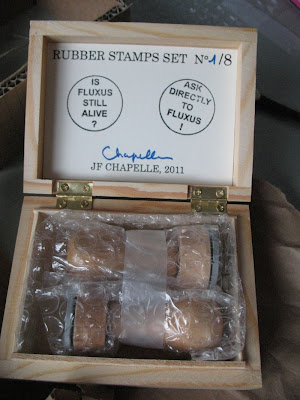 RUBBER STAMPS SET N° 1/8
IS
FLUXUS
STILL
ALIVE
?
ASK
DIRECTLY
TO
FLUXUS
!
Chapelle
JF CHAPELLE, 2011